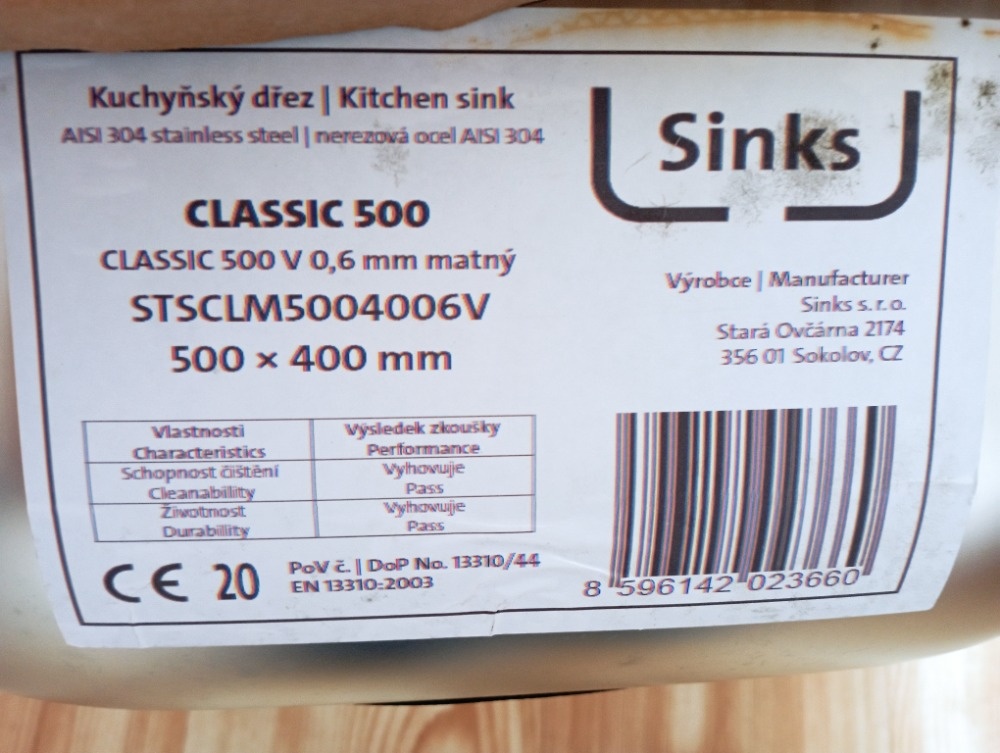 Kuchyňský dřez | Kitchen sink
AISI 304 stainless steel | nerezová ocel AISI 304
CLASSIC 500
CLASSIC 500 V 0,6 mm matný
STSCLM5004006V
500 × 400 mm
Sinks
Výrobce | Manufacturer
Sinks s.r.o.
Stará Ovčárna 2174
356 01 Sokolov, CZ
Vlastnosti
Characteristics
Výsledek zkoušky
Performance
Schopnost čištění
Cleanability
Vyhovuje
Pass
Životnost
Durability
Vyhovuje
Pass
CE 20
PoV č. | DoP No. 13310/44
EN 13310:2003
8 596142 023660